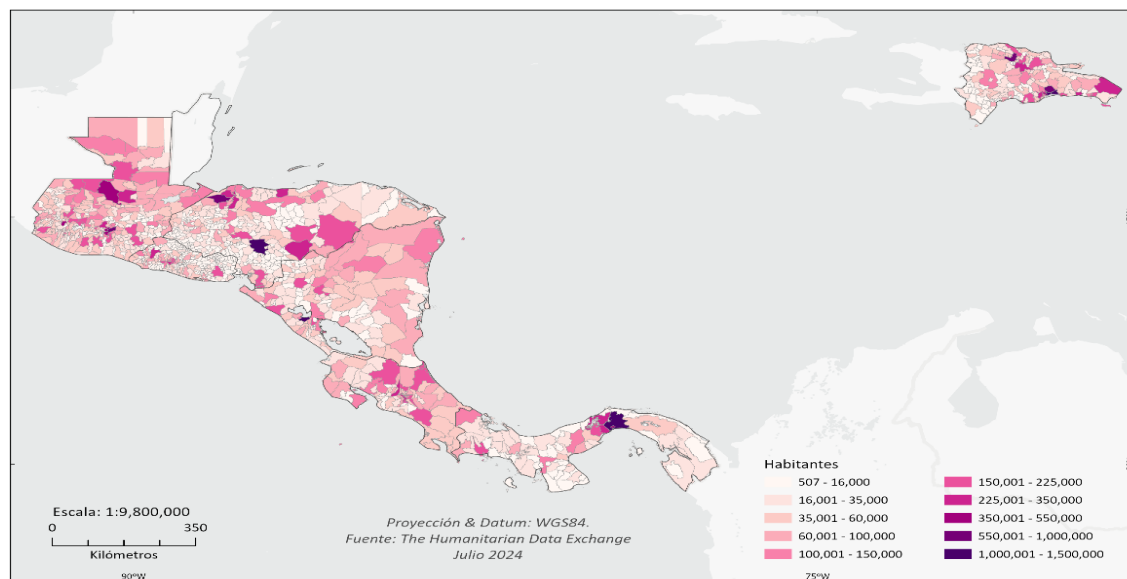 Habitantes
507 - 16,000
16,001 - 35,000
35,001 - 60,000
60,001 - 100,000
100,001 - 150,000
150,001 - 225,000
225,001 - 350,000
350,001 - 550,000
550,001 - 1,000,000
1,000,001 - 1,500,000
Escala: 1:9,800,000
0 350
Kilómetros
Proyección & Datum: WGS84.
Fuente: The Humanitarian Data Exchange
Julio 2024
90°W 75°W